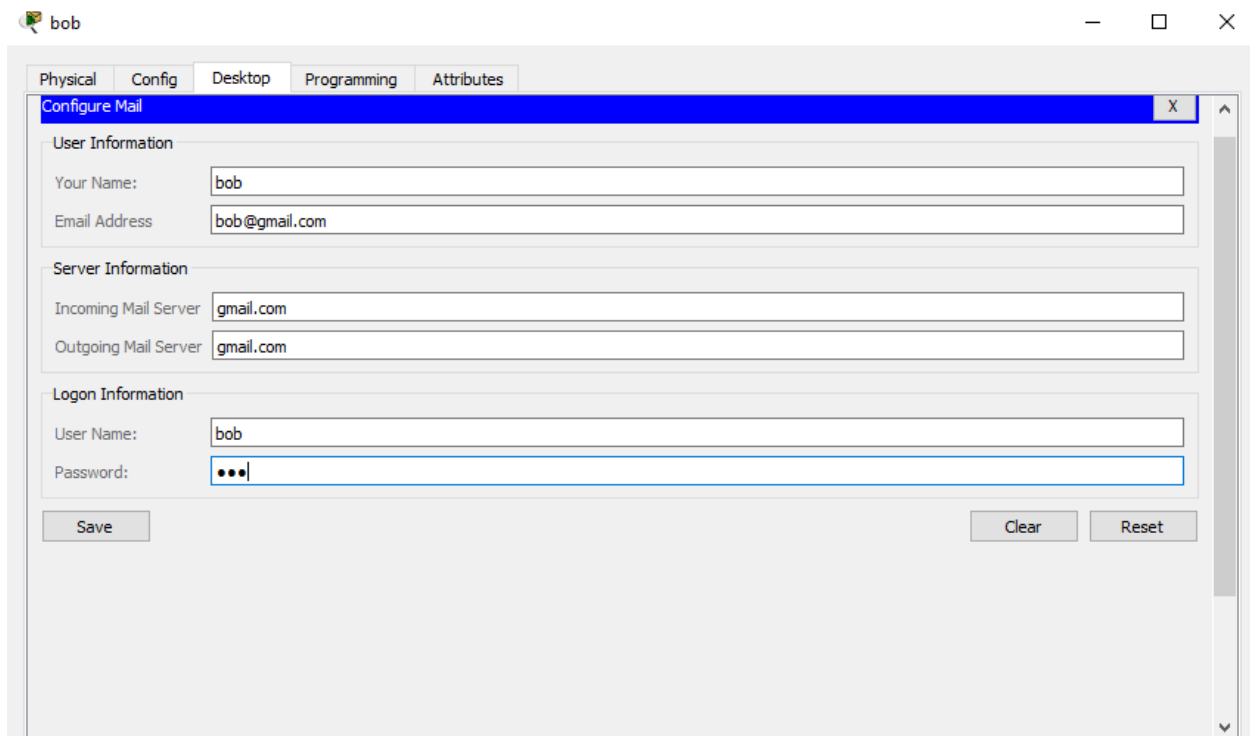 bob
Physical Config Desktop Programming Attributes
Configure Mail X
User Information
Your Name: bob
Email Address bob@gmail.com
Server Information
Incoming Mail Server gmail.com
Outgoing Mail Server gmail.com
Logon Information
User Name: bob
Password: •••
Save Clear Reset